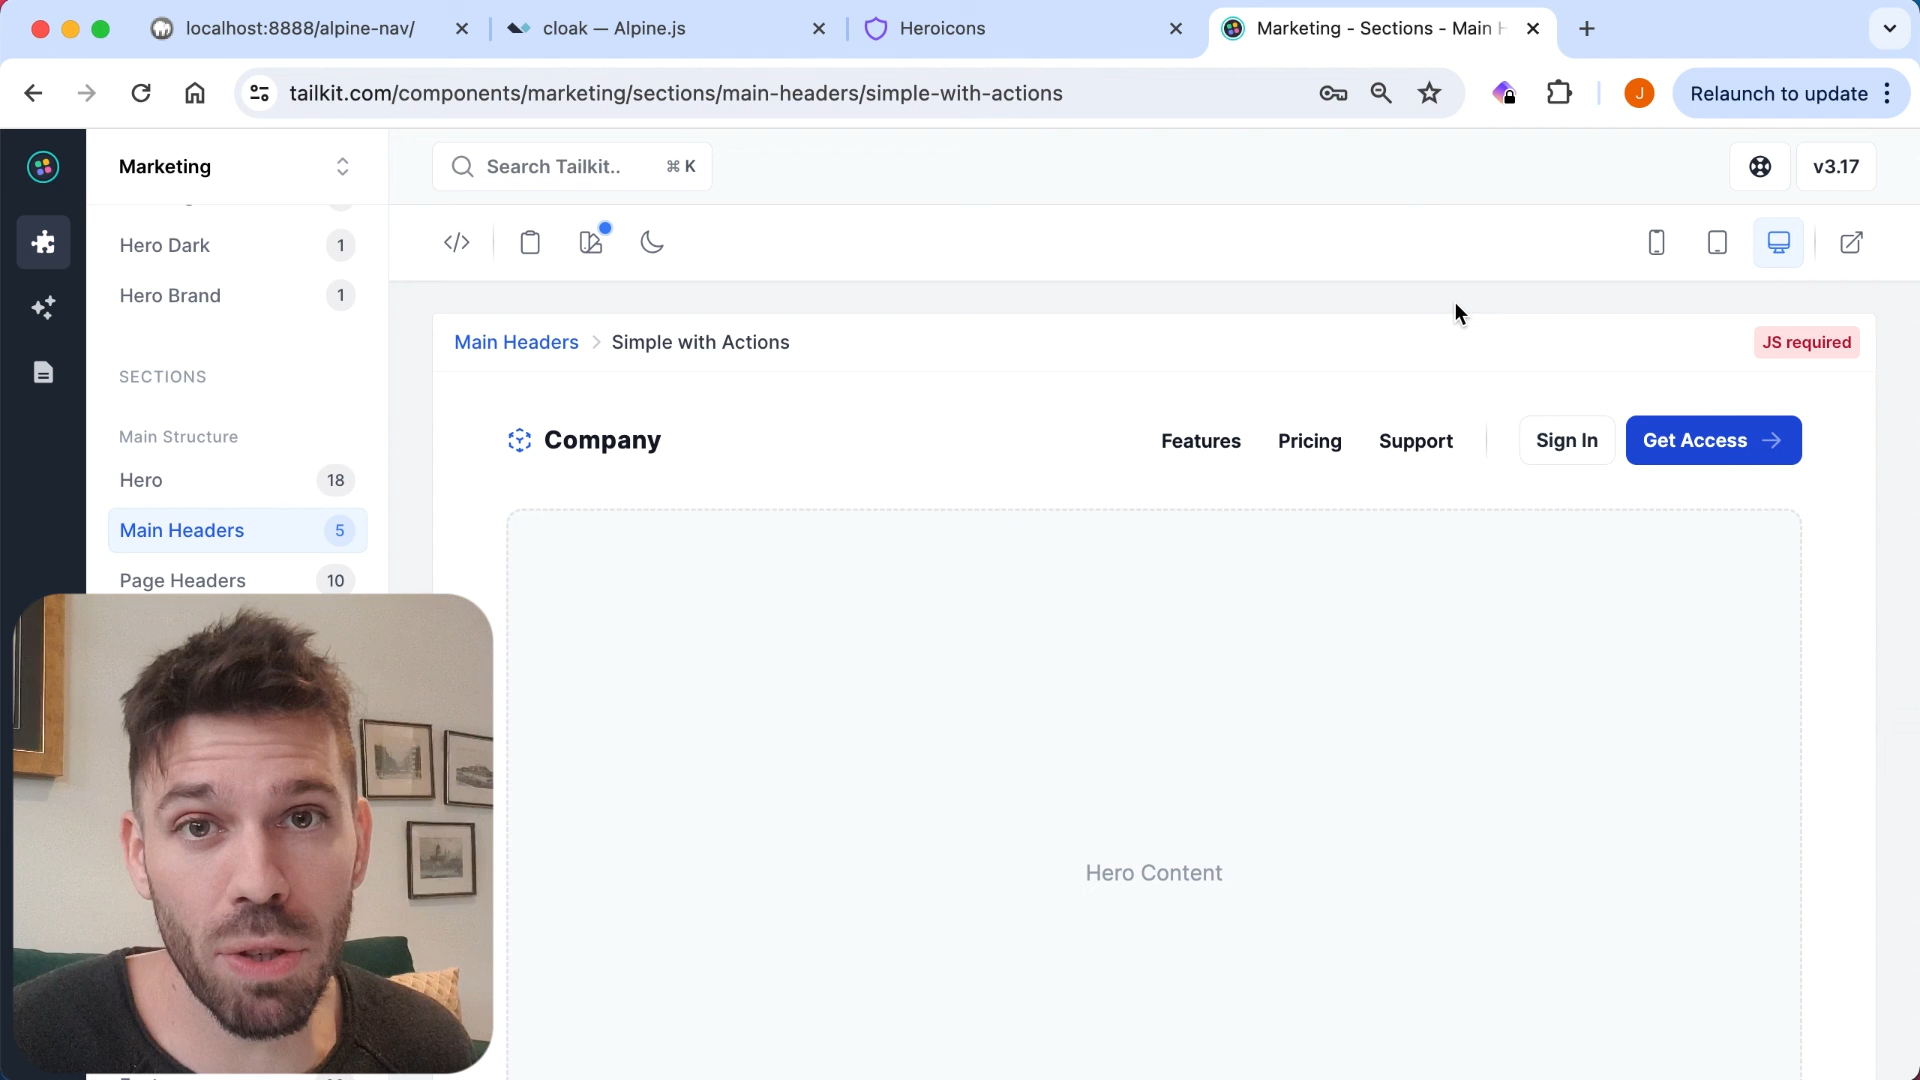 localhost:8888/alpine-nav/
cloak — Alpine.js
Heroicons
Marketing - Sections - Main H
tailkit.com/components/marketing/sections/main-headers/simple-with-actions
J
Relaunch to update
Marketing
Search Tailkit..
⌘ K
v3.17
Hero Dark
1
Hero Brand
1
Main Headers
Simple with Actions
JS required
SECTIONS
Main Structure
Company
Features
Pricing
Support
Sign In
Get Access
Hero
18
Main Headers
5
Page Headers
10
Hero Content